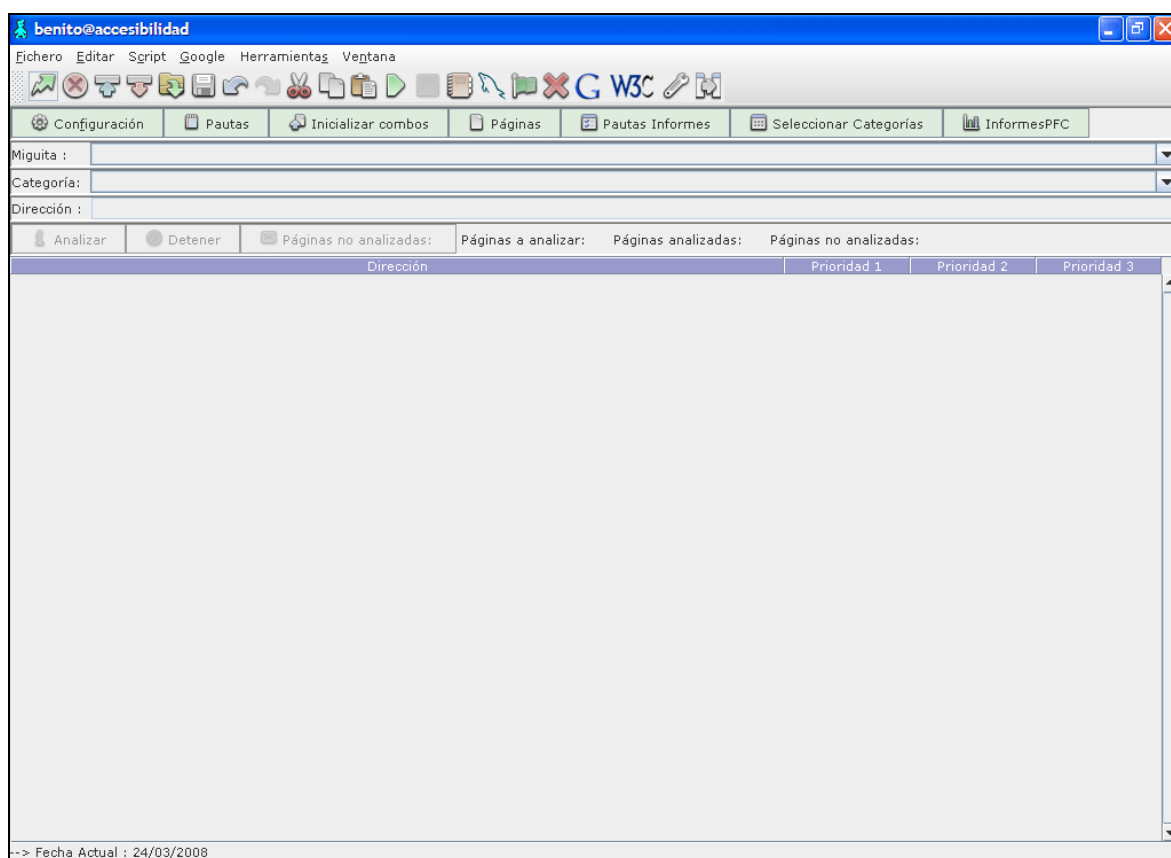 benito@accesibilidad
Fichero Editar Script Google Herramientas Ventana
G W3C
Configuración Pautas Inicializar combos Páginas Pautas Informes Seleccionar Categorías InformesPFC
Miguita :
Categoría:
Dirección :
Analizar Detener Páginas no analizadas: Páginas a analizar: Páginas analizadas: Páginas no analizadas:
Dirección Prioridad 1 Prioridad 2 Prioridad 3
--> Fecha Actual : 24/03/2008